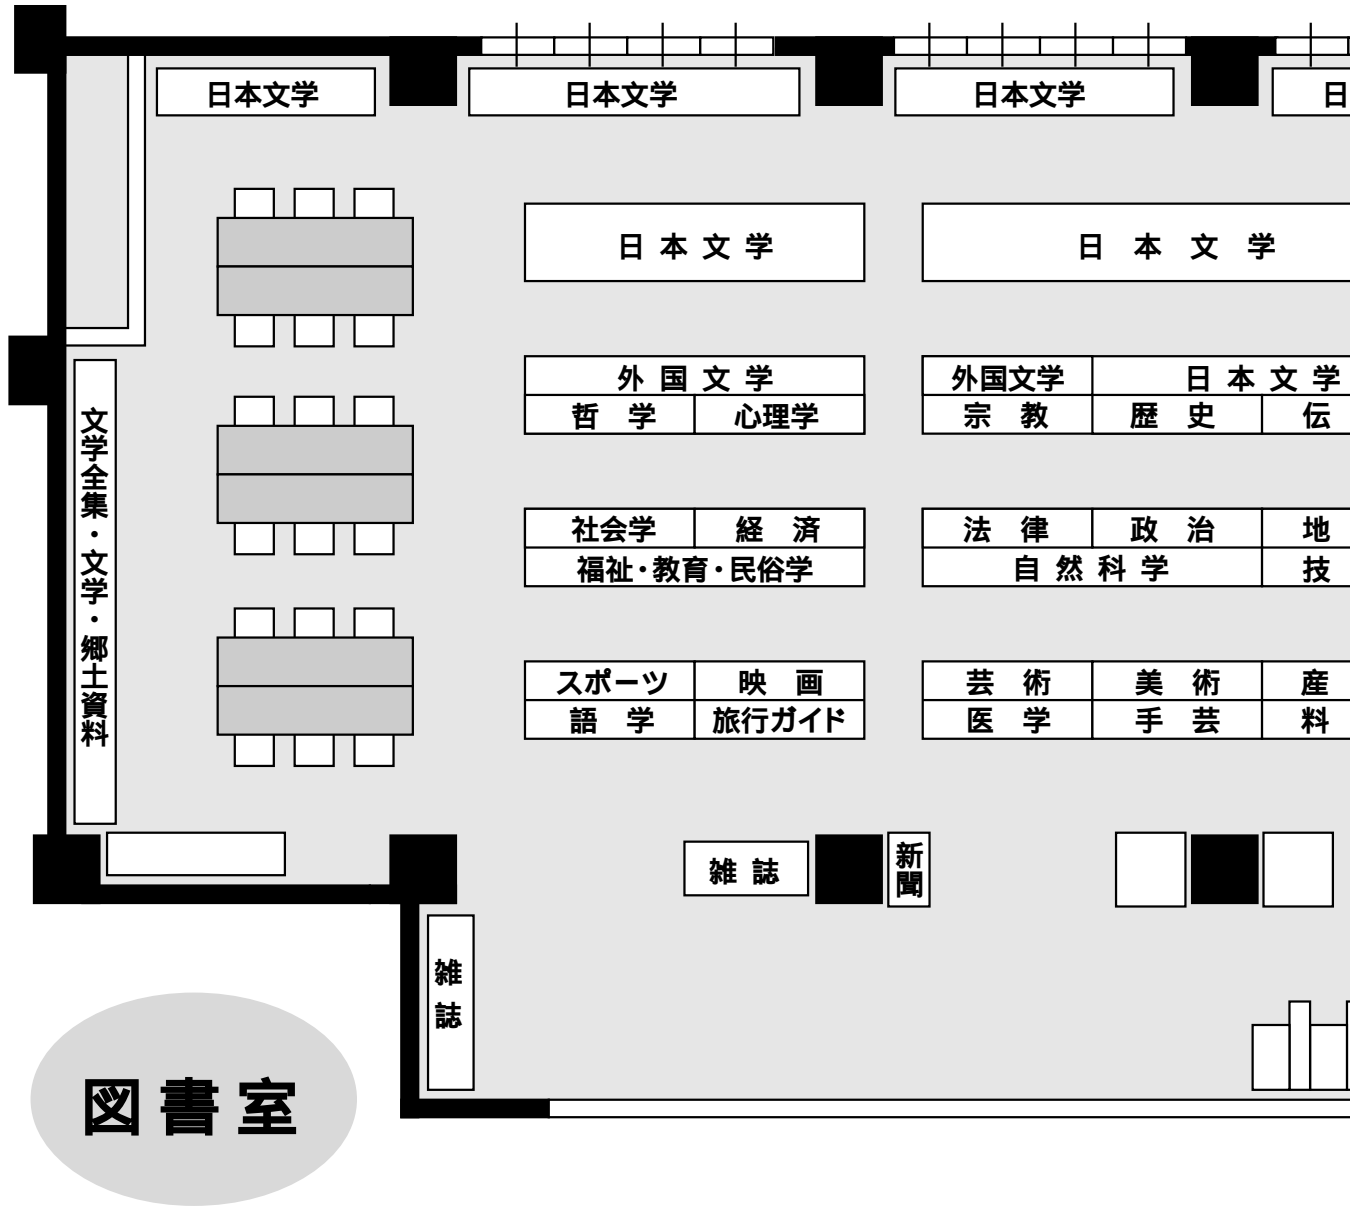 日本文学
日本文学
日本文学
日
日本文学
日本文学
外国文学
外国文学
日本文学
哲学
心理学
宗教
歴史
伝
文学全集・文学・郷土資料
社会学
経済
法律
政治
地
福祉・教育・民俗学
自然科学
技
スポーツ
映画
芸術
美術
産
語学
旅行ガイド
医学
手芸
料
雑誌
新聞
雑誌
図書室